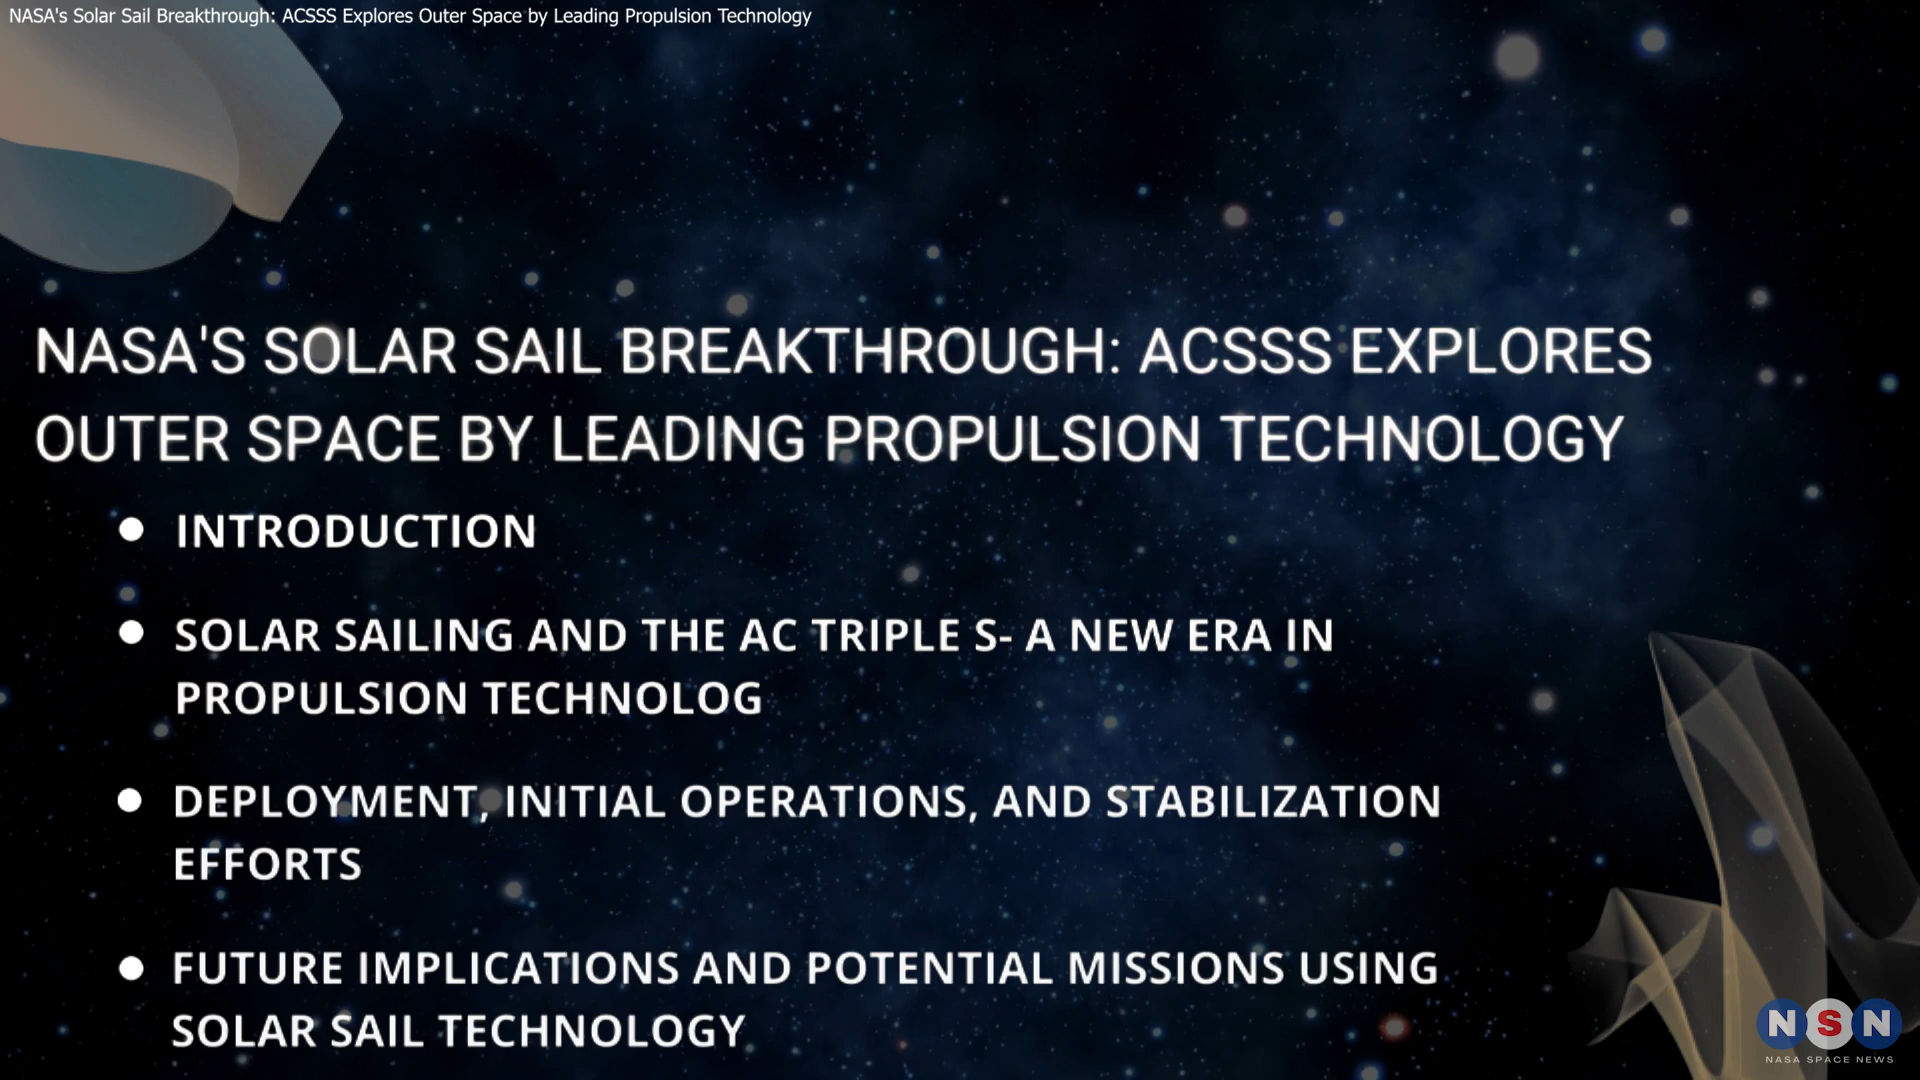 NASA's Solar Sail Breakthrough: ACSSS Explores Outer Space by Leading Propulsion Technology
NASA'S SOLAR SAIL BREAKTHROUGH: ACSSS EXPLORES
OUTER SPACE BY LEADING PROPULSION TECHNOLOGY
● INTRODUCTION
● SOLAR SAILING AND THE AC TRIPLE S- A NEW ERA IN
PROPULSION TECHNOLOG
● DEPLOYMENT, INITIAL OPERATIONS, AND STABILIZATION
EFFORTS
● FUTURE IMPLICATIONS AND POTENTIAL MISSIONS USING
SOLAR SAIL TECHNOLOGY
NSN
NASA SPACE NEWS